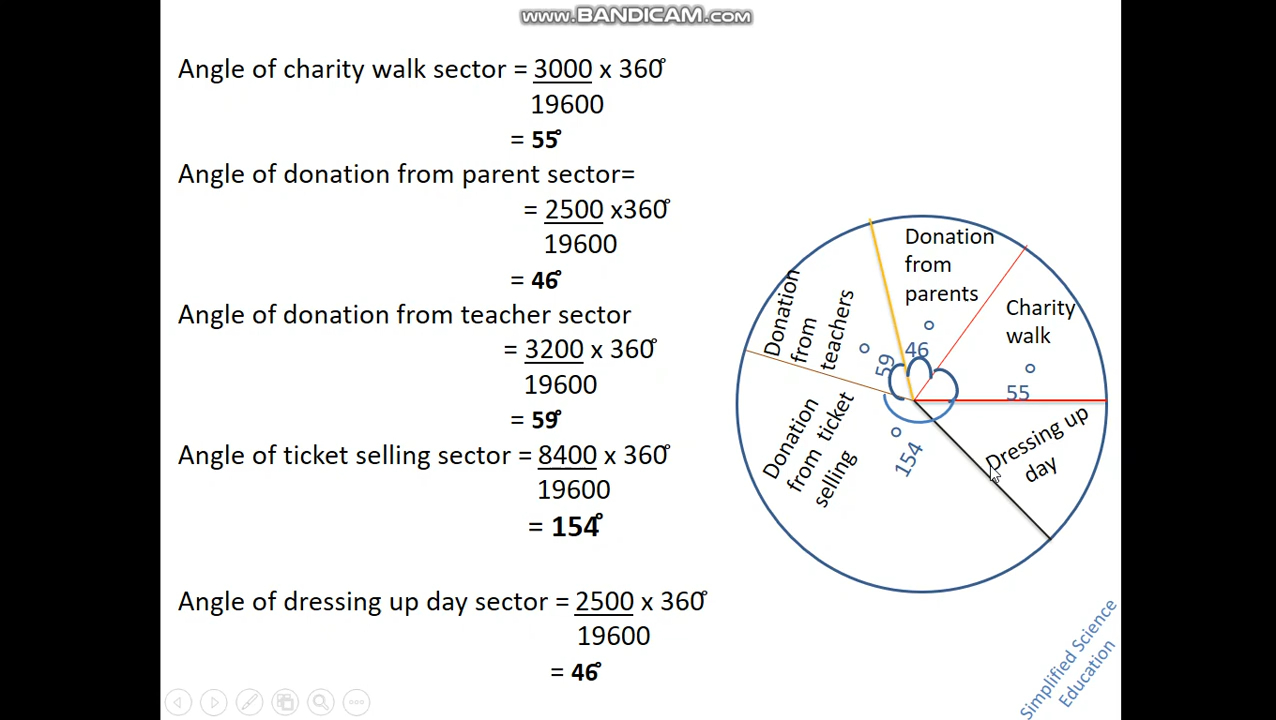 www.BANDICAM.com
Angle of charity walk sector = 3000 x 360°
19600
= 55°
Angle of donation from parent sector=
= 2500 x360°
19600
= 46°
Angle of donation from teacher sector
= 3200 x 360°
19600
= 59°
Angle of ticket selling sector = 8400 x 360°
19600
= 154°
Angle of dressing up day sector = 2500 x 360°
19600
= 46°
Donation
from
parents
46°
Charity
walk
55°
Donation
from
teachers
59°
Donation
from ticket
selling
154°
Dressing up
day
Simplified Science
Education